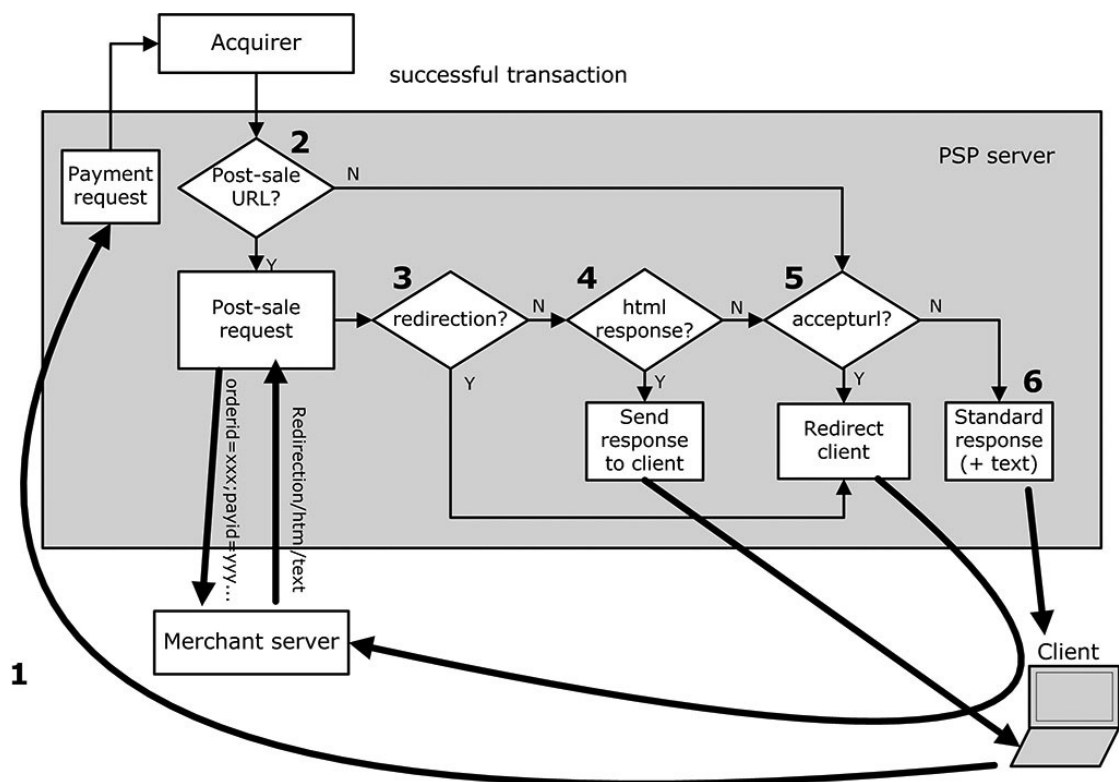 Acquirer
successful transaction
2
PSP server
Payment
request
Post-sale
URL?
N
Y
3
4
5
Post-sale
request
redirection?
N
html
response?
N
accepturl?
N
Y
Y
Y
6
orderid=xxx;payid=yyy...
Redirection/html/text
Send
response
to client
Redirect
client
Standard
response
(+ text)
Merchant server
1
Client